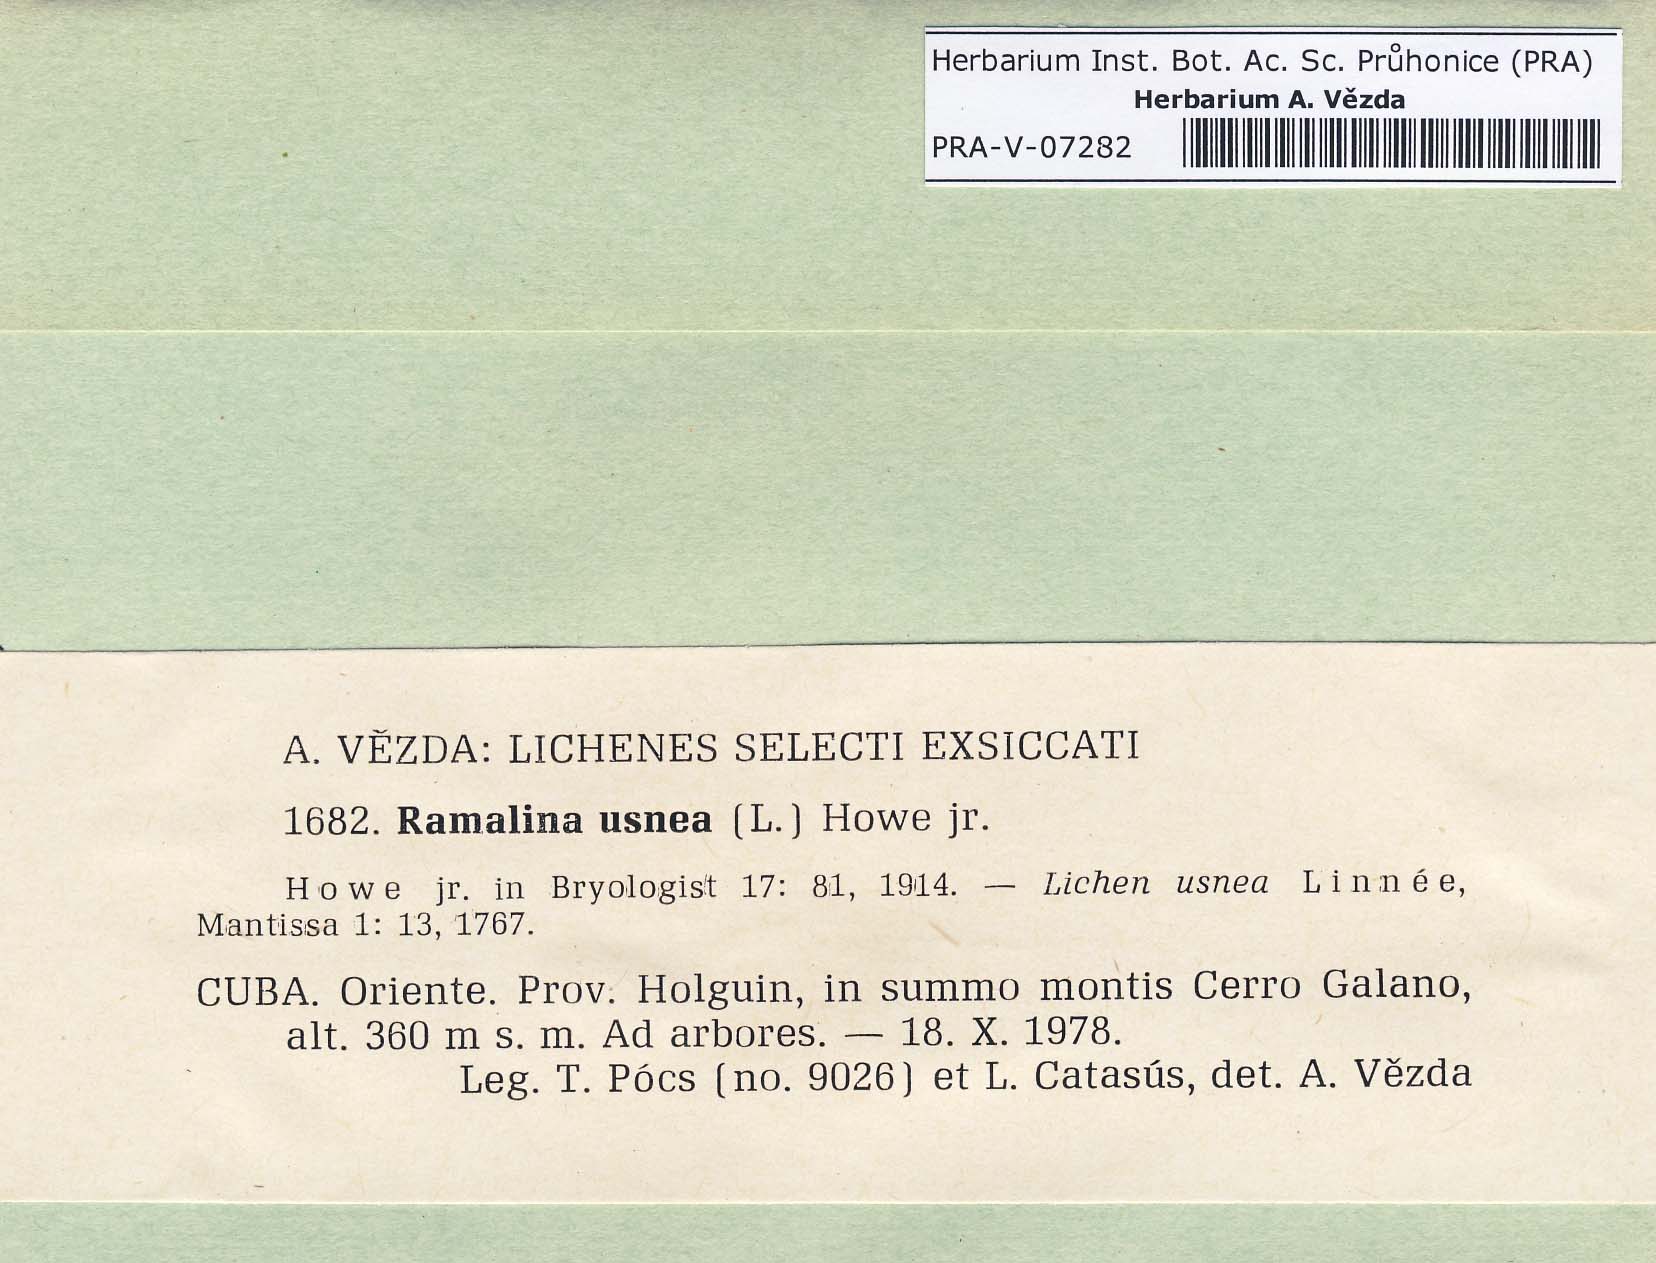 Herbarium Inst. Bot. Ac. Sc. Průhonice (PRA)
Herbarium A. Vězda
PRA-V-07282
A. VĚZDA: LICHENES SELECTI EXSICCATI
1682. Ramalina usnea (L.) Howe jr.
Howe jr. in Bryologist 17: 81, 1914. — Lichen usnea Linnée,
Mantissa 1: 13, 1767.
CUBA. Oriente. Prov. Holguin, in summo montis Cerro Galano,
alt. 360 m s. m. Ad arbores. — 18. X. 1978.
Leg. T. Pócs (no. 9026) et L. Catasús, det. A. Vězda